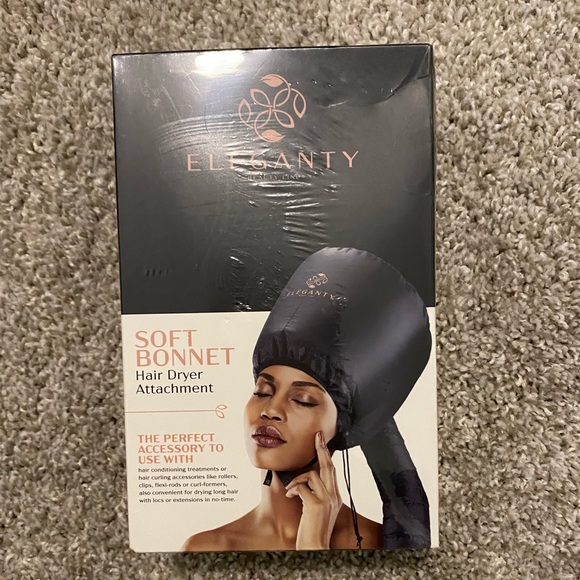 ELEGANTY
ELEGANTY
SOFT
BONNET
Hair Dryer
Attachment
THE PERFECT
ACCESSORY TO
USE WITH
hair conditioning treatments or
hair curling accessories like rollers,
clips, flexi-rods or curl-formers,
also convenient for drying long hair
with locs or extensions in no-time.